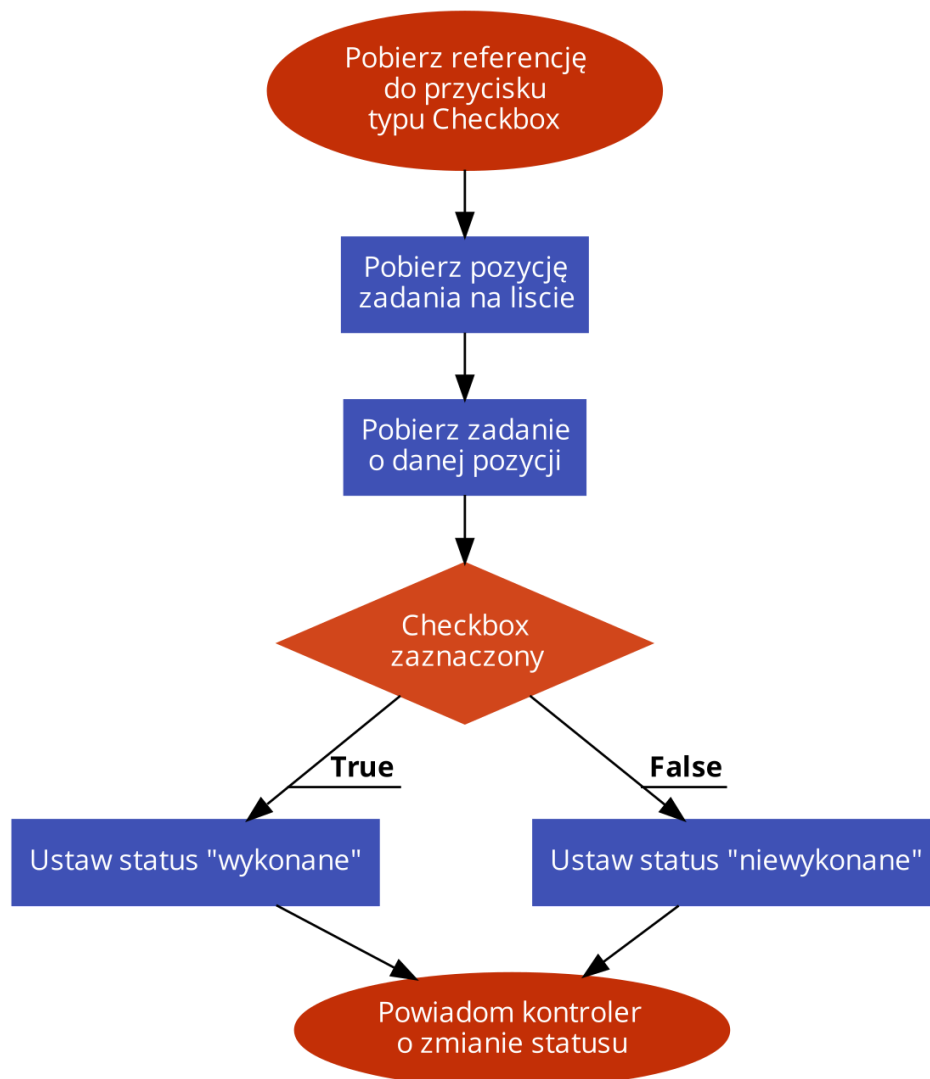 Pobierz referencję
do przycisku
typu Checkbox
Pobierz pozycję
zadania na liscie
Pobierz zadanie
o danej pozycji
Checkbox
zaznaczony
True
False
Ustaw status "wykonane"
Ustaw status "niewykonane"
Powiadom kontroler
o zmianie statusu